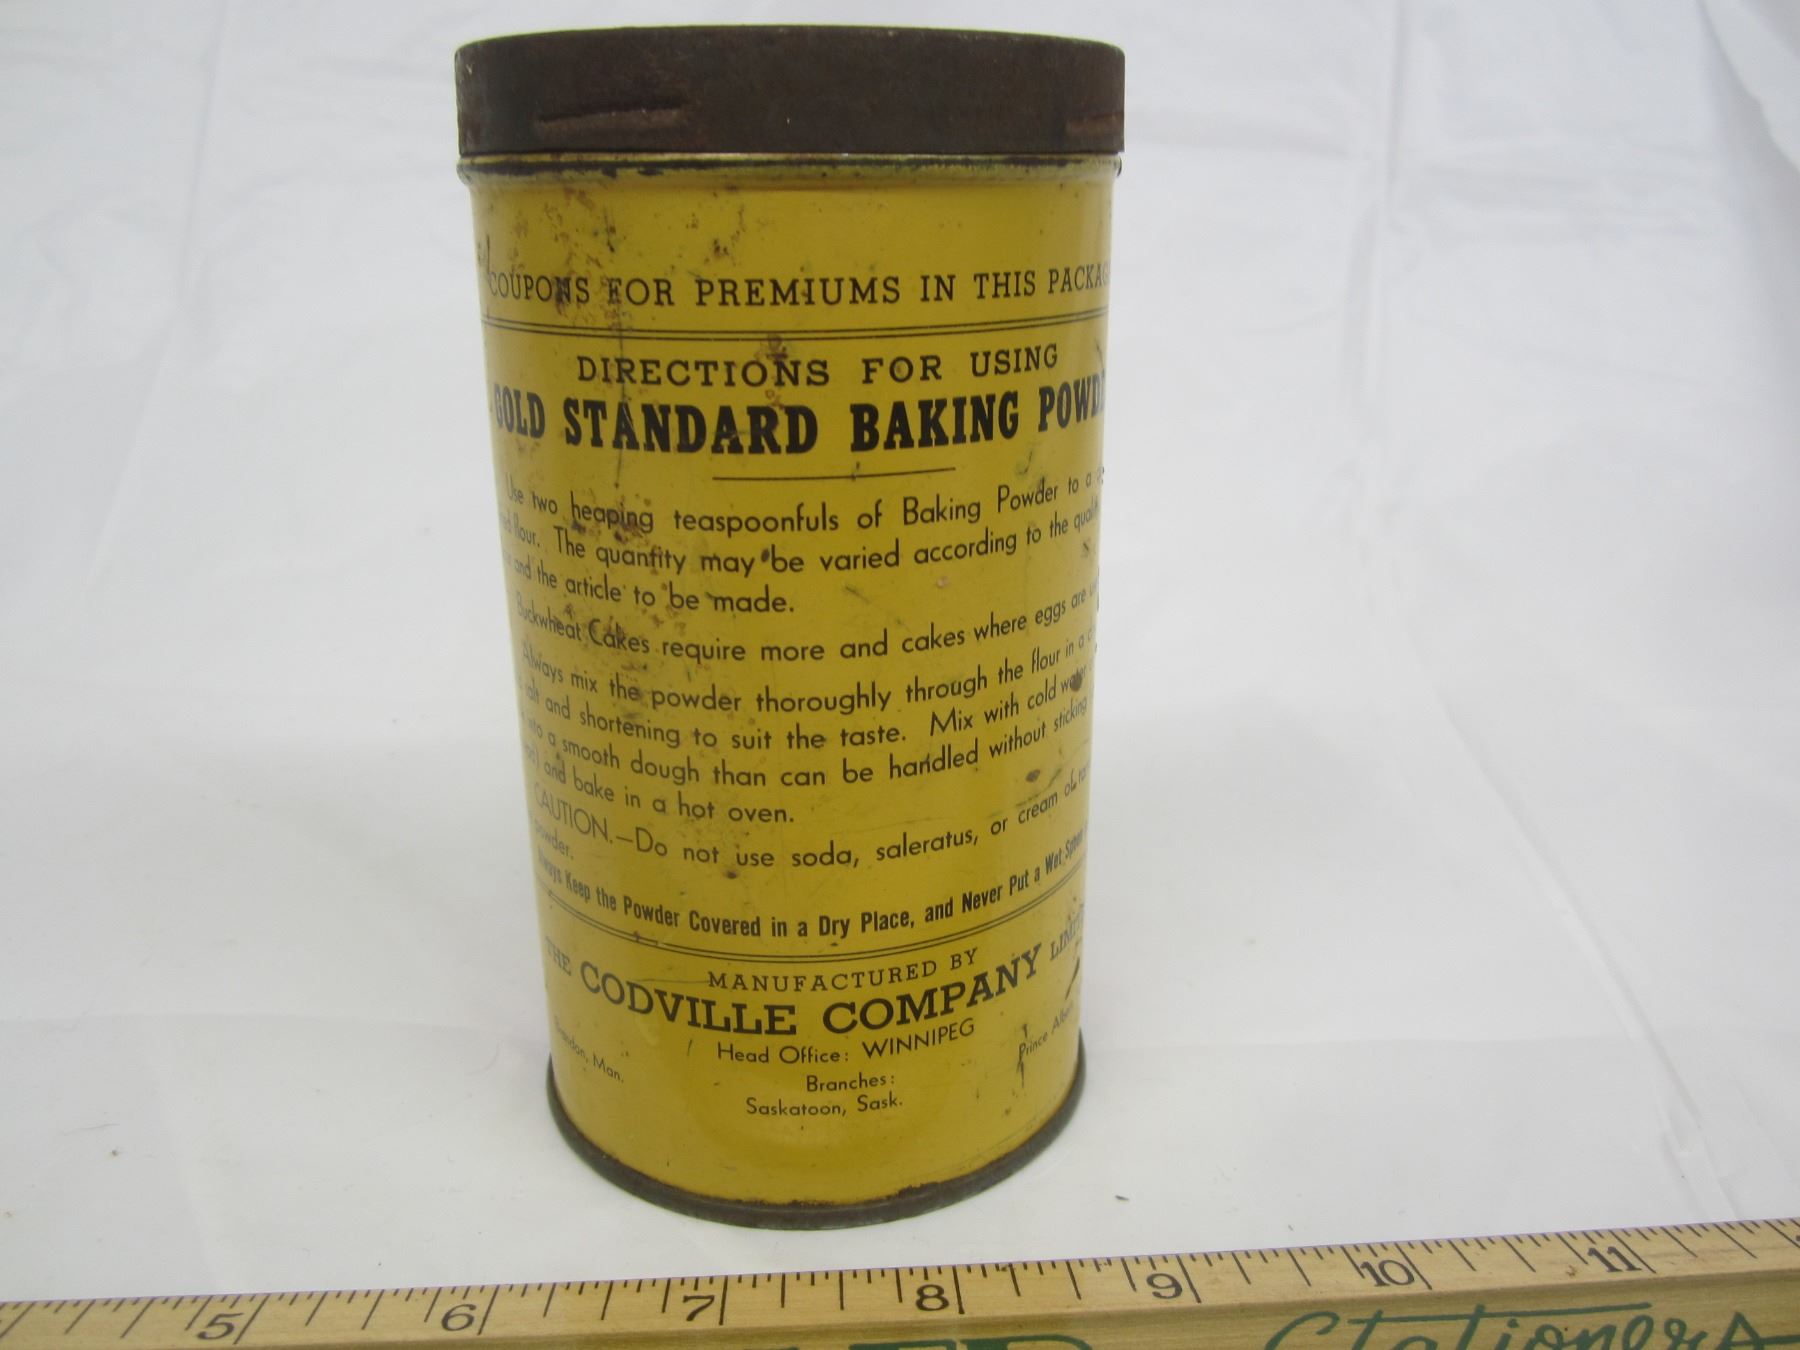 COUPONS FOR PREMIUMS IN THIS
DIRECTIONS FOR USING
GOLD STANDARD BAKING
Use two heaping teaspoonfuls of Baking Powder to a
flour. The quantity may be varied according to the
and the article to be made.
Buckwheat Cakes require more and cakes where eggs are
Always mix the powder thoroughly through the flour in a
salt and shortening to suit the taste. Mix with cold water
into a smooth dough than can be handled without sticking
and bake in a hot oven.
CAUTION.—Do not use soda, saleratus, or cream of
powder.
Always Keep the Powder Covered in a Dry Place, and Never Put a Wet Spoon
MANUFACTURED BY
THE CODVILLE COMPANY
Head Office: WINNIPEG
Brandon, Man.
Prince
Branches:
Saskatoon, Sask.
5 6 7 8 9 10 11
Stationers